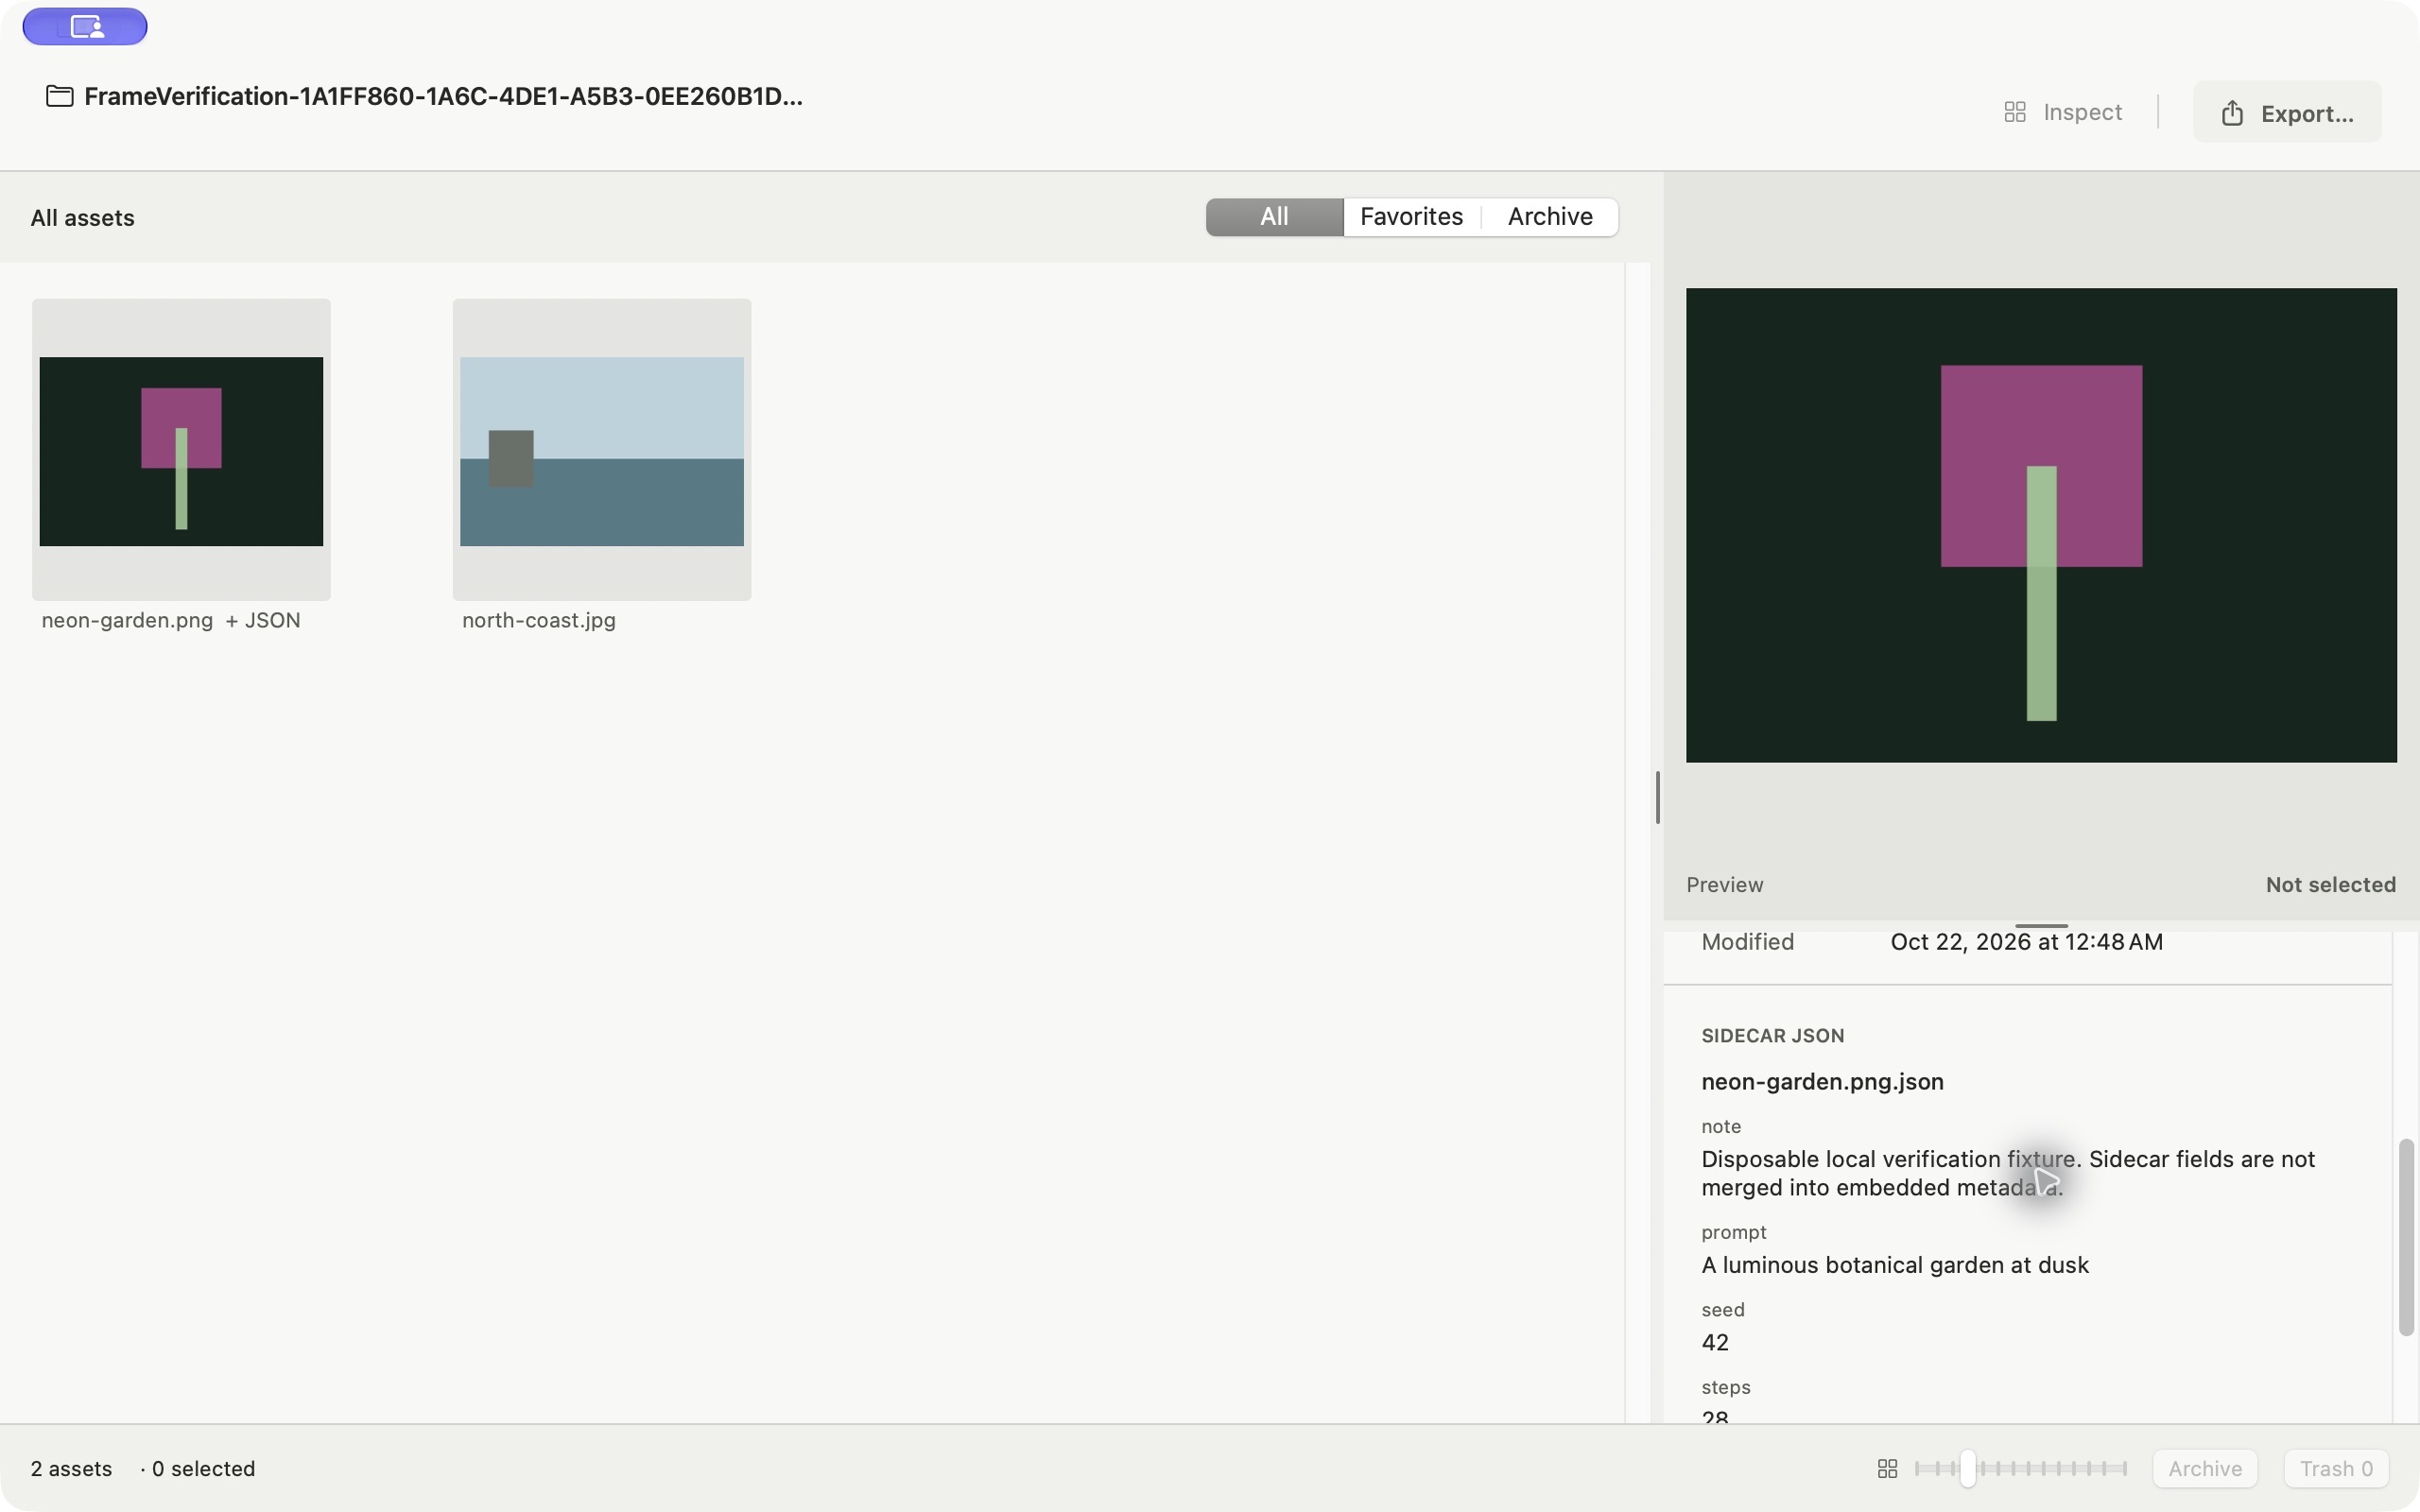 FrameVerification-1A1FF860-1A6C-4DE1-A5B3-0EE260B1D...
Inspect
Export...
All assets
All
Favorites
Archive
neon-garden.png + JSON
north-coast.jpg
Preview
Not selected
Modified
Oct 22, 2026 at 12:48 AM
SIDECAR JSON
neon-garden.png.json
note
Disposable local verification fixture. Sidecar fields are not
merged into embedded metadata.
prompt
A luminous botanical garden at dusk
seed
42
steps
28
2 assets · 0 selected
Archive
Trash 0